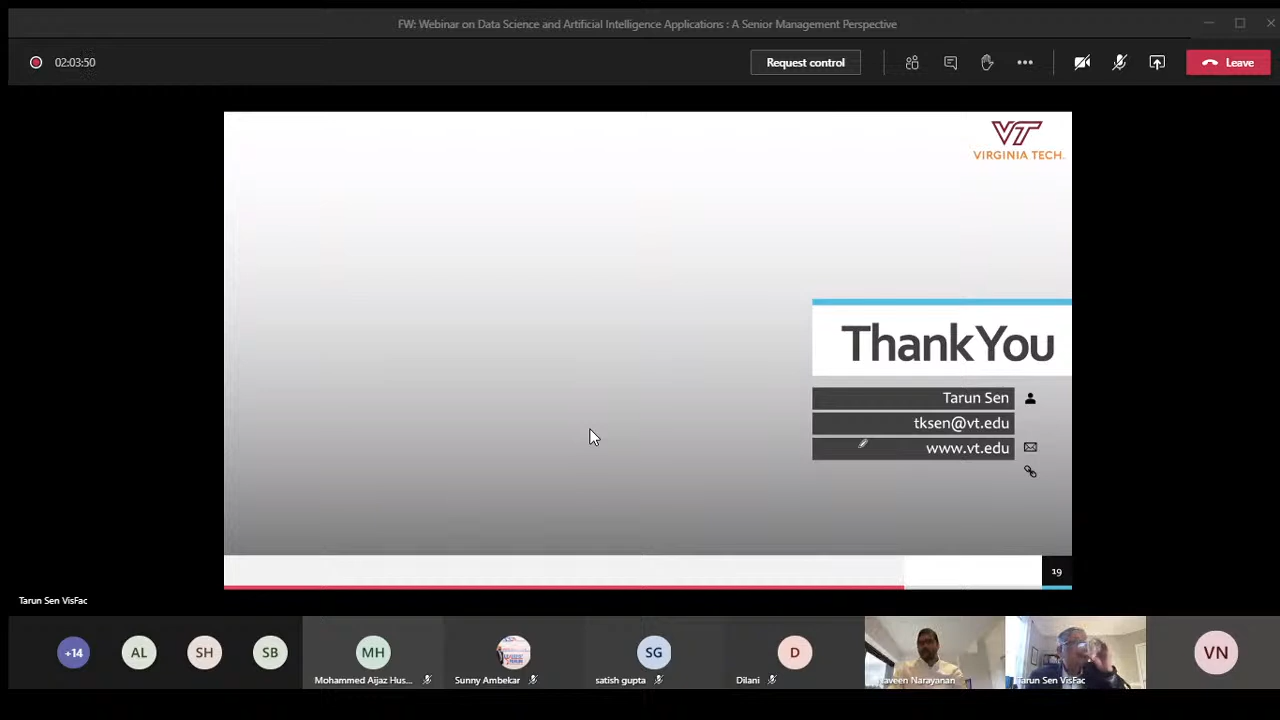 FW: Webinar on Data Science and Artificial Intelligence Applications : A Senior Management Perspective
02:03:50
Request control
Leave
VT
VIRGINIA TECH.
Thank You
Tarun Sen
tksen@vt.edu
www.vt.edu
19
Tarun Sen VisFac
+14
AL
SH
SB
MH
SG
D
VN
Mohammed Aijaz Hus...
Sunny Ambekar
satish gupta
Dilani
Narayanan
Tarun Sen VisFac